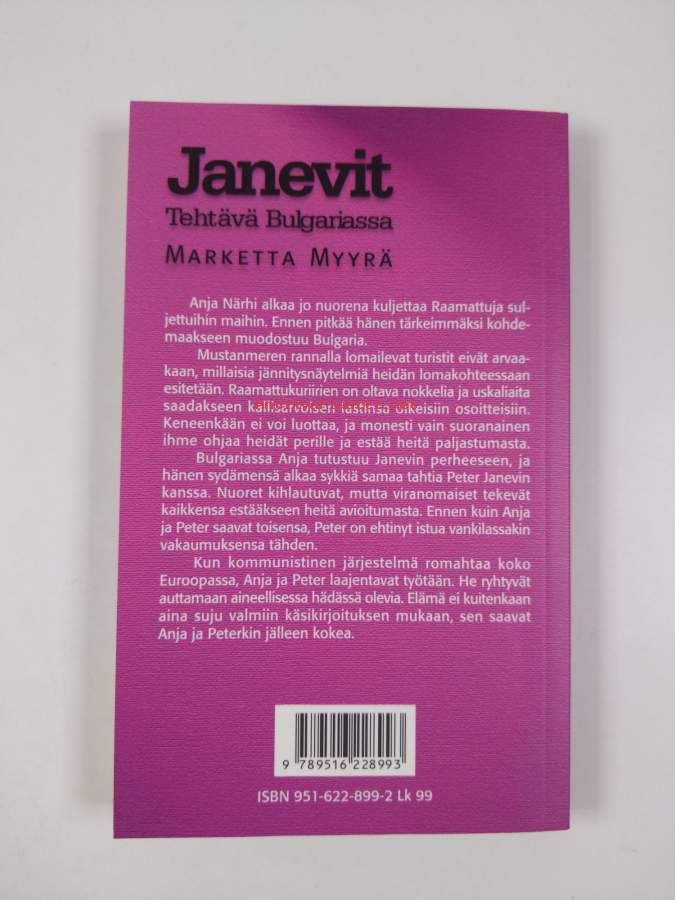 Janevit
Tehtävä Bulgariassa
MARKETTA MYYRÄ
Anja Närhi alkaa jo nuorena kuljettaa Raamattuja sul-
jettuihin maihin. Ennen pitkää hänen tärkeimmäksi kohde-
maakseen muodostuu Bulgaria.
Mustanmeren rannalla lomailevat turistit eivät arvaa-
kaan, millaisia jännitysnäytelmiä heidän lomakohteessaan
esitetään. Raamattukuriirien on oltava nokkelia ja uskaliaita
saadakseen kallisarvoisen lastinsa oikeisiin osoitteisiin.
Keneenkään ei voi luottaa, ja monesti vain suoranainen
ihme ohjaa heidät perille ja estää heitä paljastumasta.
Bulgariassa Anja tutustuu Janevin perheeseen, ja
hänen sydämensä alkaa sykkiä samaa tahtia Peter Janevin
kanssa. Nuoret kihlautuvat, mutta viranomaiset tekevät
kaikkensa estääkseen heitä avioitumasta. Ennen kuin Anja
ja Peter saavat toisensa, Peter on ehtinyt istua vankilassakin
vakaumuksensa tähden.
Kun kommunistinen järjestelmä romahtaa koko
Euroopassa, Anja ja Peter laajentavat työtään. He ryhtyvät
auttamaan aineellisessa hädässä olevia. Elämä ei kuitenkaan
aina suju valmiin käsikirjoituksen mukaan, sen saavat
Anja ja Peterkin jälleen kokea.
9 789516 228993
ISBN 951-622-899-2 Lk 99